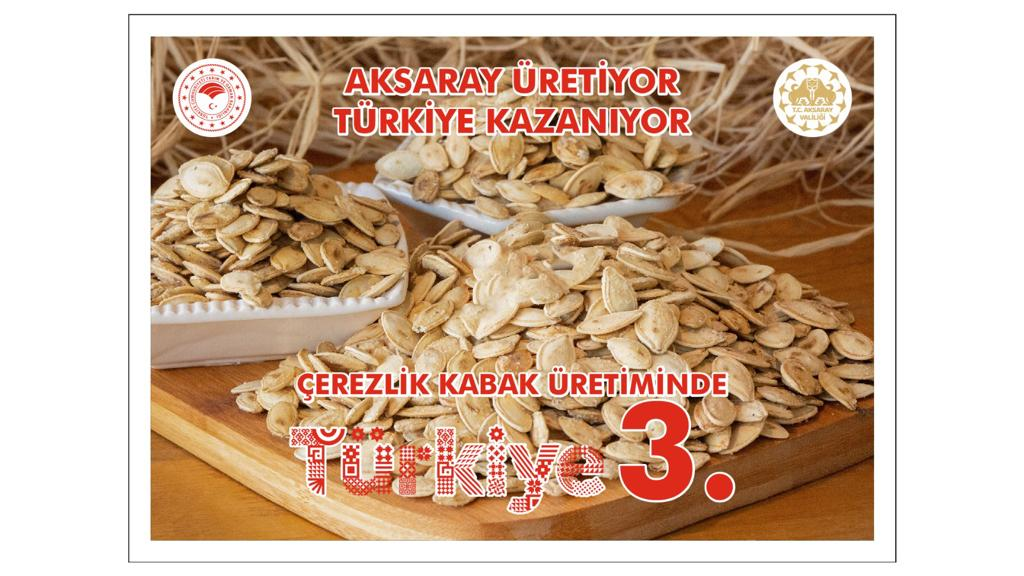 AKSARAY ÜRETİYOR
TÜRKİYE KAZANIYOR
T.C. AKSARAY
VALİLİĞİ
ÇEREZLİK KABAK ÜRETİMİNDE
Türkiye 3.